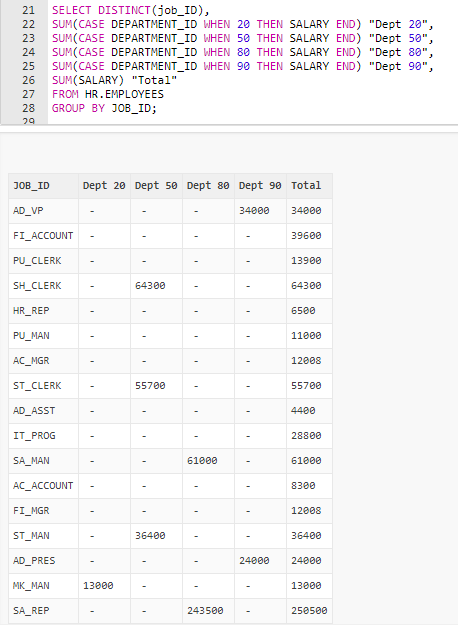 21 SELECT DISTINCT(job_ID),
22 SUM(CASE DEPARTMENT_ID WHEN 20 THEN SALARY END) "Dept 20",
23 SUM(CASE DEPARTMENT_ID WHEN 50 THEN SALARY END) "Dept 50",
24 SUM(CASE DEPARTMENT_ID WHEN 80 THEN SALARY END) "Dept 80",
25 SUM(CASE DEPARTMENT_ID WHEN 90 THEN SALARY END) "Dept 90",
26 SUM(SALARY) "Total"
27 FROM HR.EMPLOYEES
28 GROUP BY JOB_ID;
29
JOB_ID Dept 20 Dept 50 Dept 80 Dept 90 Total
AD_VP - - - 34000 34000
FI_ACCOUNT - - - - 39600
PU_CLERK - - - - 13900
SH_CLERK - 64300 - - 64300
HR_REP - - - - 6500
PU_MAN - - - - 11000
AC_MGR - - - - 12008
ST_CLERK - 55700 - - 55700
AD_ASST - - - - 4400
IT_PROG - - - - 28800
SA_MAN - - 61000 - 61000
AC_ACCOUNT - - - - 8300
FI_MGR - - - - 12008
ST_MAN - 36400 - - 36400
AD_PRES - - - 24000 24000
MK_MAN 13000 - - - 13000
SA_REP - - 243500 - 250500